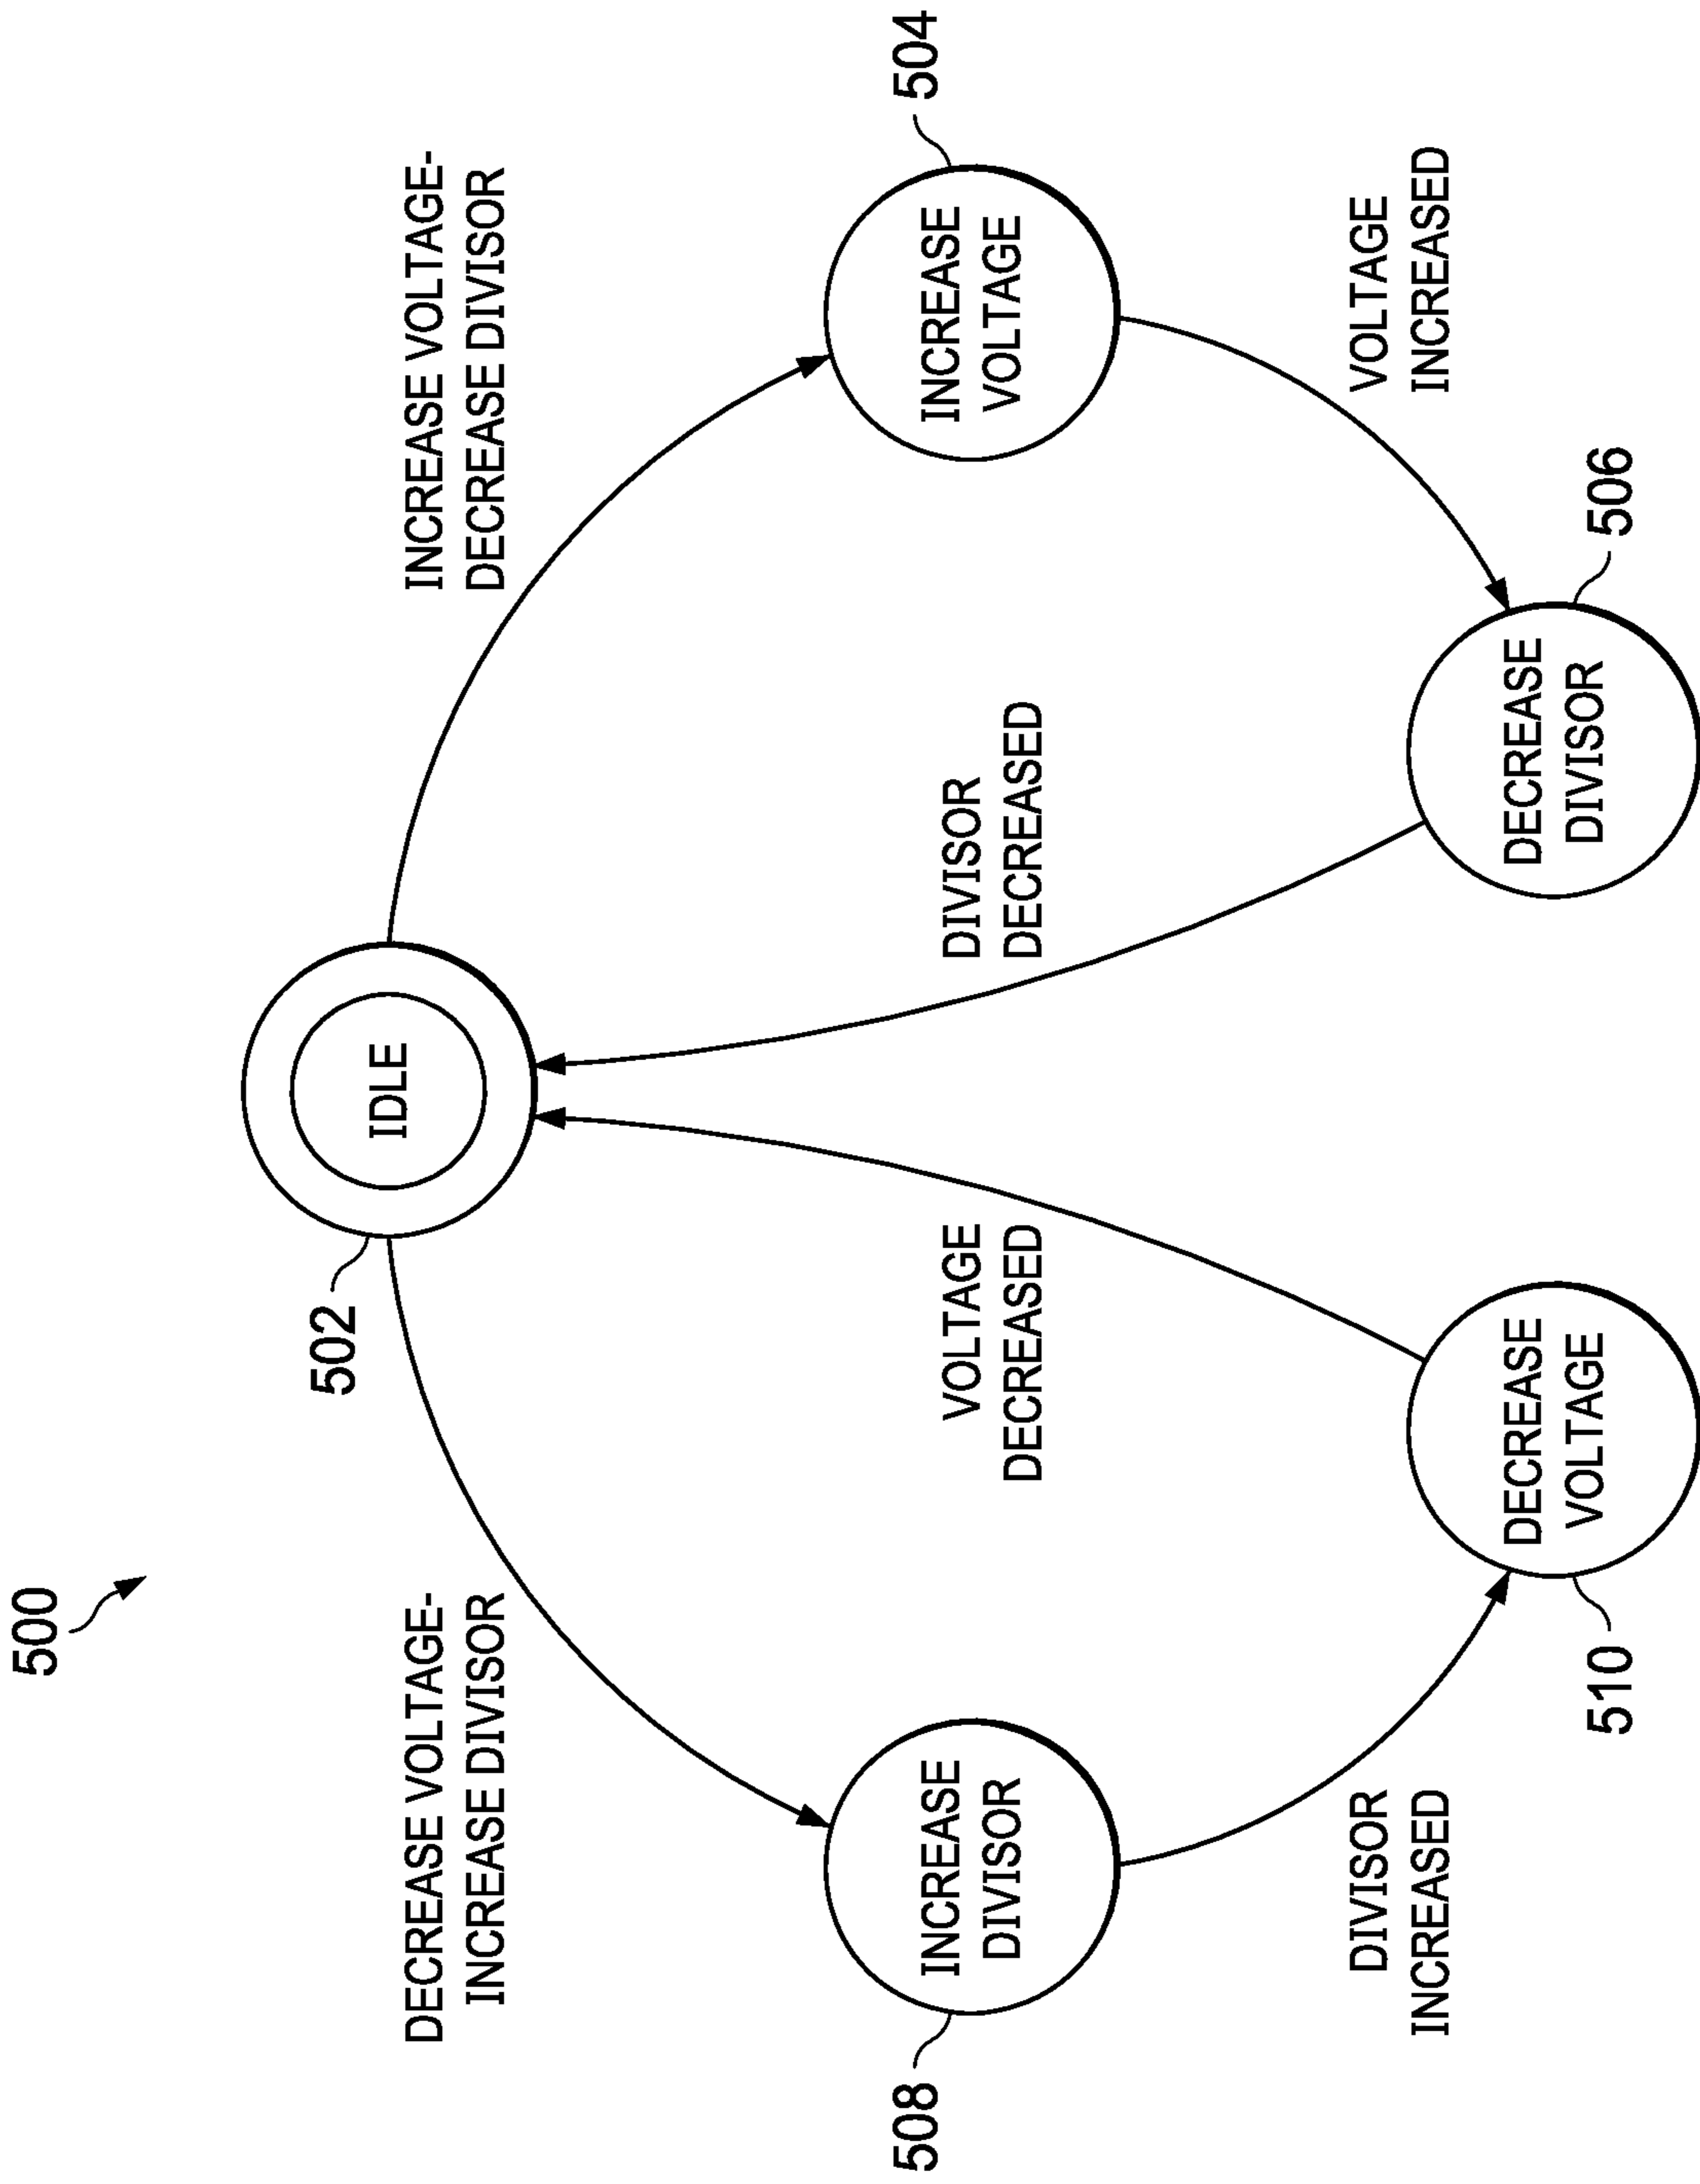 500
DECREASE VOLTAGE-
INCREASE DIVISOR
502
IDLE
INCREASE VOLTAGE-
DECREASE DIVISOR
508
INCREASE
DIVISOR
VOLTAGE
DECREASED
DIVISOR
DECREASED
INCREASE
VOLTAGE
504
DIVISOR
INCREASED
VOLTAGE
INCREASED
510
DECREASE
VOLTAGE
DECREASE
DIVISOR
506